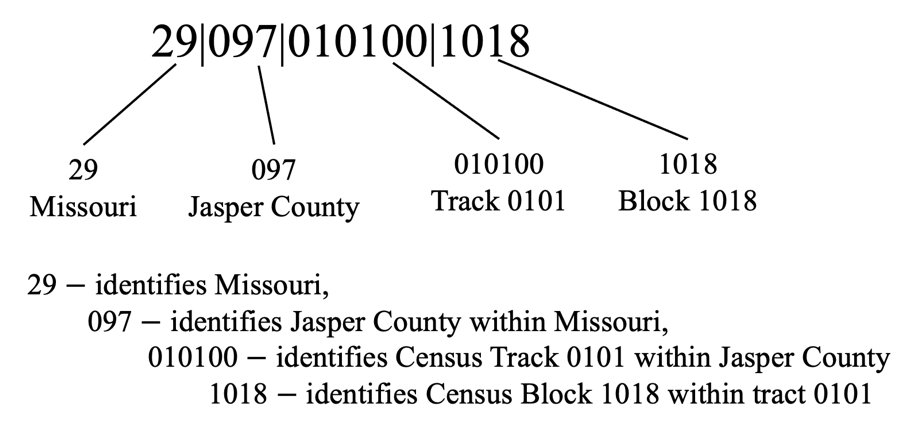 29|097|010100|1018
29 097 010100 1018
Missouri Jasper County Track 0101 Block 1018
29 – identifies Missouri,
097 – identifies Jasper County within Missouri,
010100 – identifies Census Track 0101 within Jasper County
1018 – identifies Census Block 1018 within tract 0101